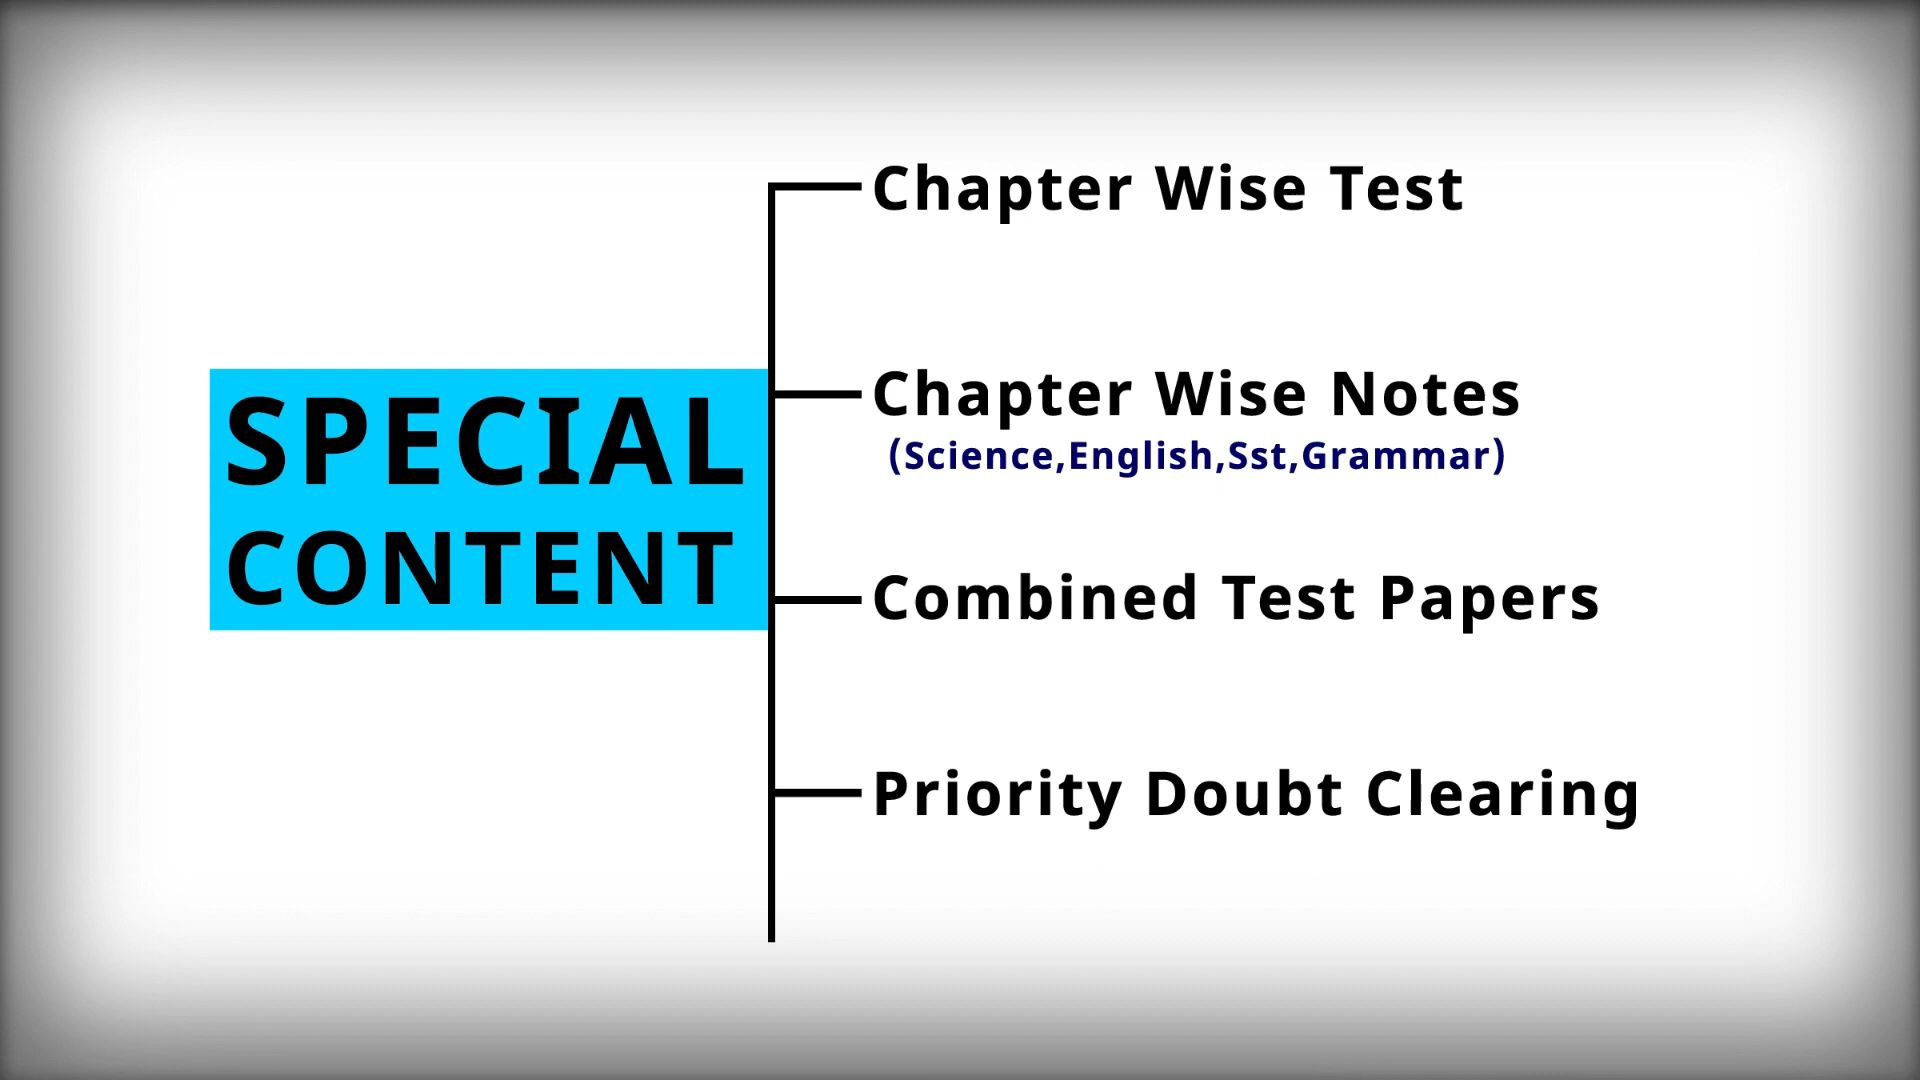 SPECIAL
CONTENT
Chapter Wise Test
Chapter Wise Notes
(Science,English,Sst,Grammar)
Combined Test Papers
Priority Doubt Clearing